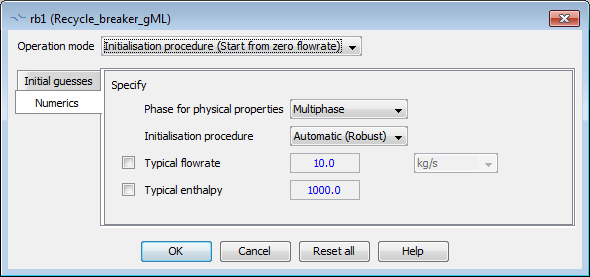 rb1 (Recycle_breaker_gML)
Operation mode Initialisation procedure (Start from zero flowrate)
Initial guesses
Numerics
Specify
Phase for physical properties Multiphase
Initialisation procedure Automatic (Robust)
Typical flowrate 10.0 kg/s
Typical enthalpy 1000.0
OK Cancel Reset all Help